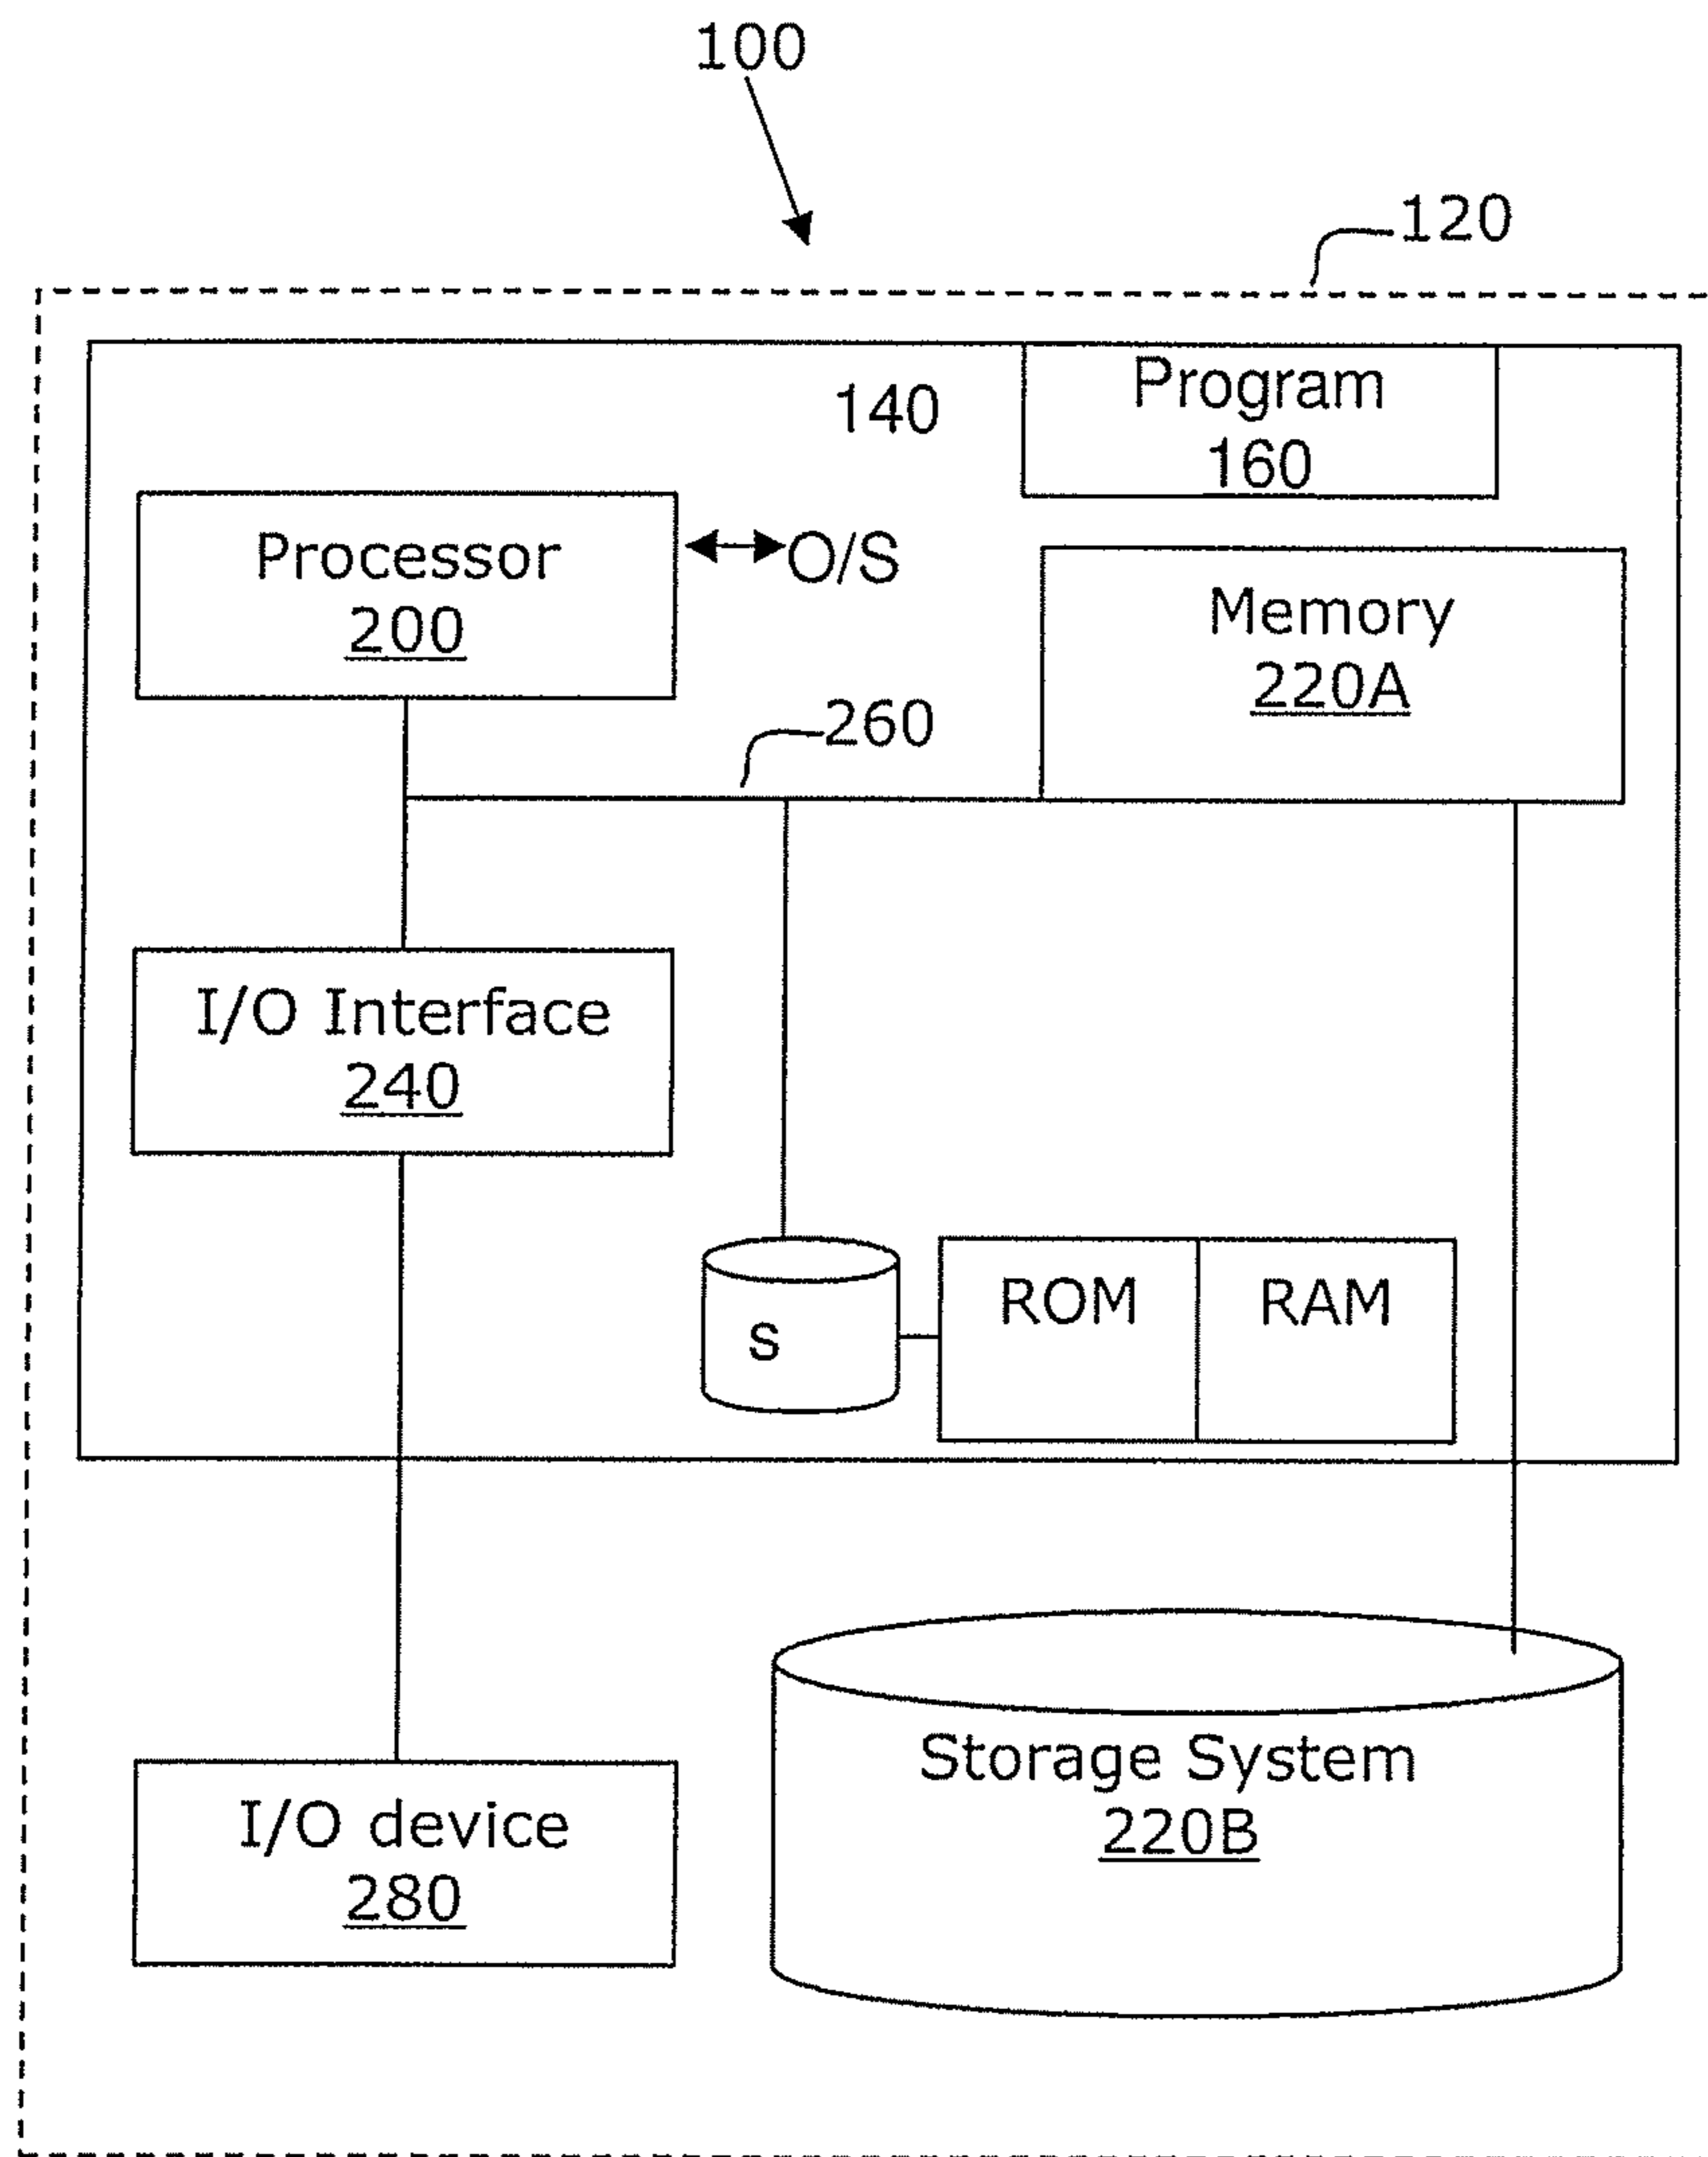 100
120
140
Program
160
Processor
200
O/S
Memory
220A
260
I/O Interface
240
S
ROM
RAM
I/O device
280
Storage System
220B